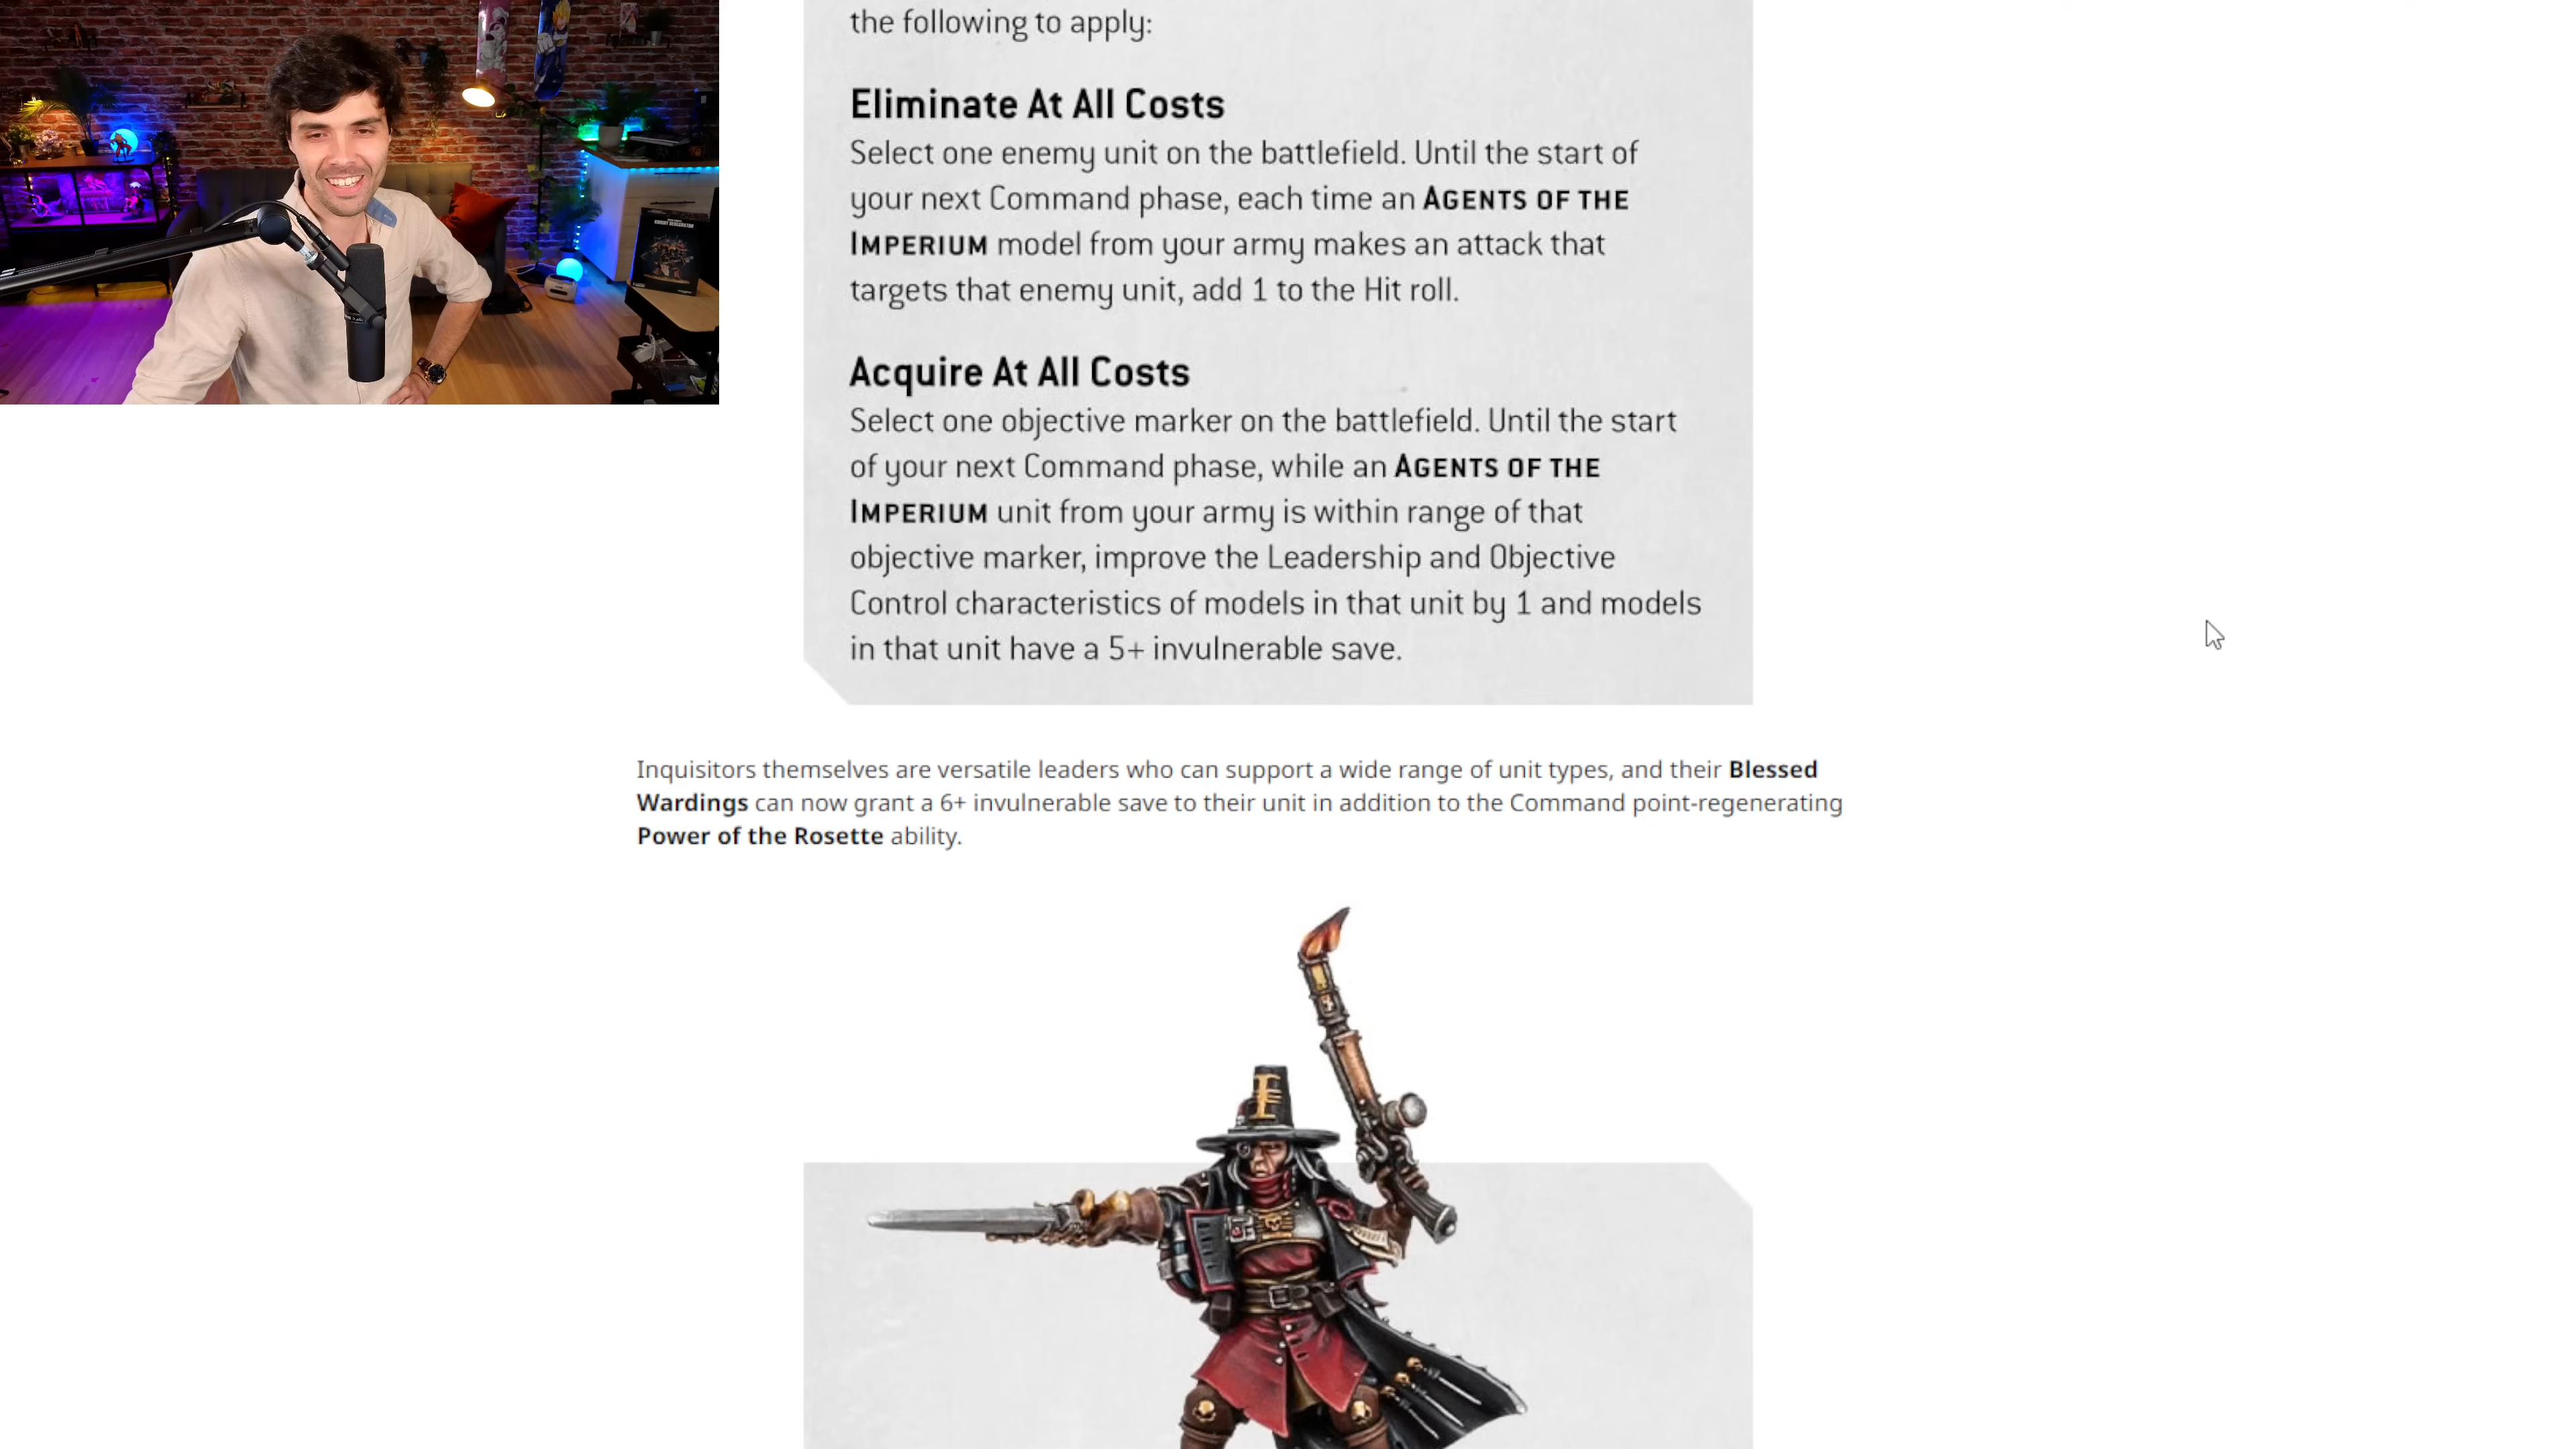 the following to apply:
Eliminate At All Costs
Select one enemy unit on the battlefield. Until the start of
your next Command phase, each time an AGENTS OF THE
IMPERIUM model from your army makes an attack that
targets that enemy unit, add 1 to the Hit roll.
Acquire At All Costs
Select one objective marker on the battlefield. Until the start
of your next Command phase, while an AGENTS OF THE
IMPERIUM unit from your army is within range of that
objective marker, improve the Leadership and Objective
Control characteristics of models in that unit by 1 and models
in that unit have a 5+ invulnerable save.
Inquisitors themselves are versatile leaders who can support a wide range of unit types, and their Blessed
Wardings can now grant a 6+ invulnerable save to their unit in addition to the Command point-regenerating
Power of the Rosette ability.